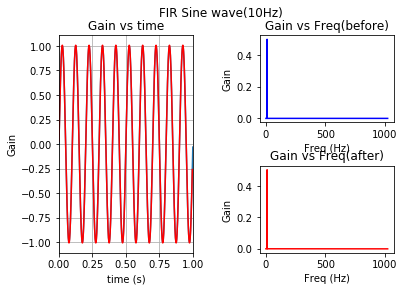 FIR Sine wave(10Hz)
Gain vs time
1.00
0.75
0.50
0.25
0.00
−0.25
−0.50
−0.75
−1.00
Gain
0.00 0.25 0.50 0.75 1.00
time (s)
Gain vs Freq(before)
0.4
0.2
0.0
Gain
0 500 1000
Freq (Hz)
Gain vs Freq(after)
0.4
0.2
0.0
Gain
0 500 1000
Freq (Hz)